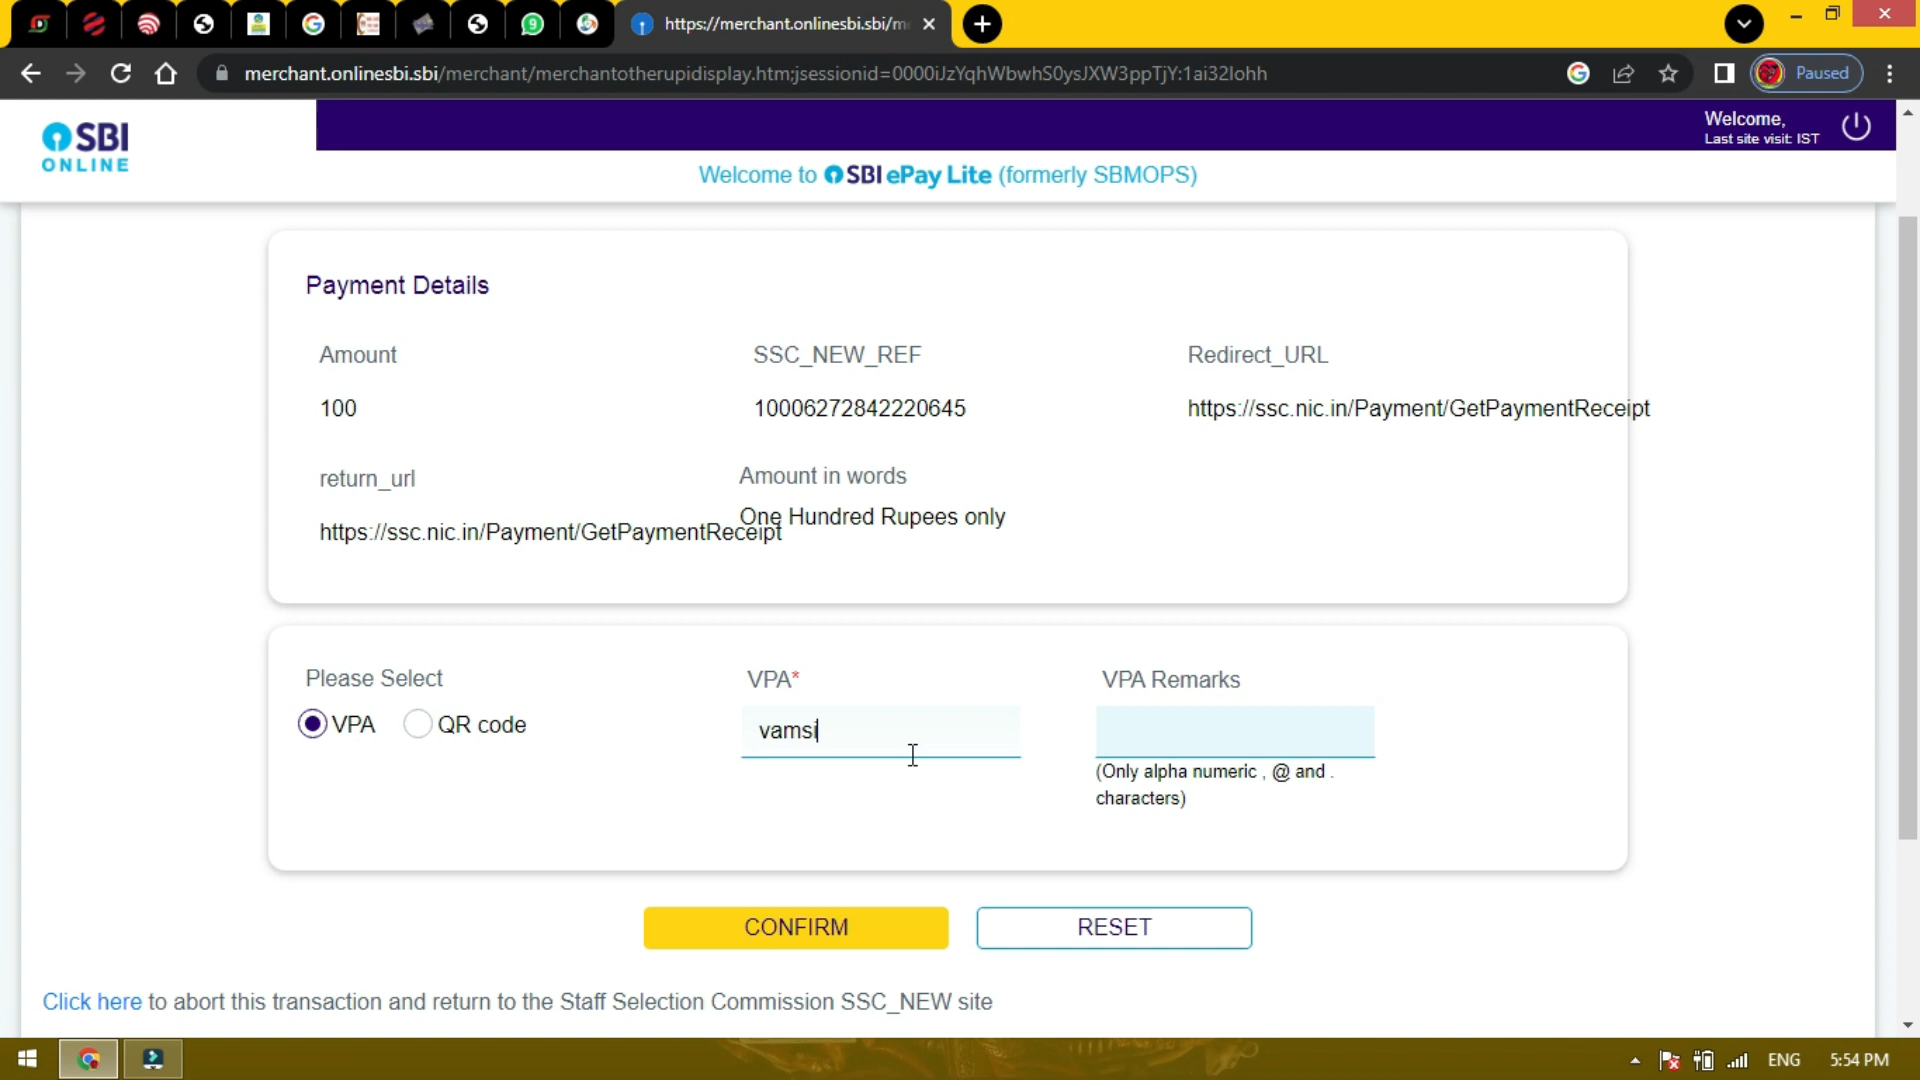 https://merchant.onlinesbi.sbi/m
merchant.onlinesbi.sbi/merchant/merchantotherupidisplay.htm;jsessionid=0000iJzYqhWbwhS0ysJXW3ppTjY:1ai32lohh
Paused
SBI
ONLINE
Welcome,
Last site visit: IST
Welcome to SBI ePay Lite (formerly SBMOPS)
Payment Details
Amount
SSC_NEW_REF
Redirect_URL
100
10006272842220645
https://ssc.nic.in/Payment/GetPaymentReceipt
return_url
Amount in words
https://ssc.nic.in/Payment/GetPaymentReceipt
One Hundred Rupees only
Please Select
VPA*
VPA Remarks
VPA
QR code
vamsi
(Only alpha numeric , @ and .
characters)
CONFIRM
RESET
Click here to abort this transaction and return to the Staff Selection Commission SSC_NEW site
ENG
5:54 PM